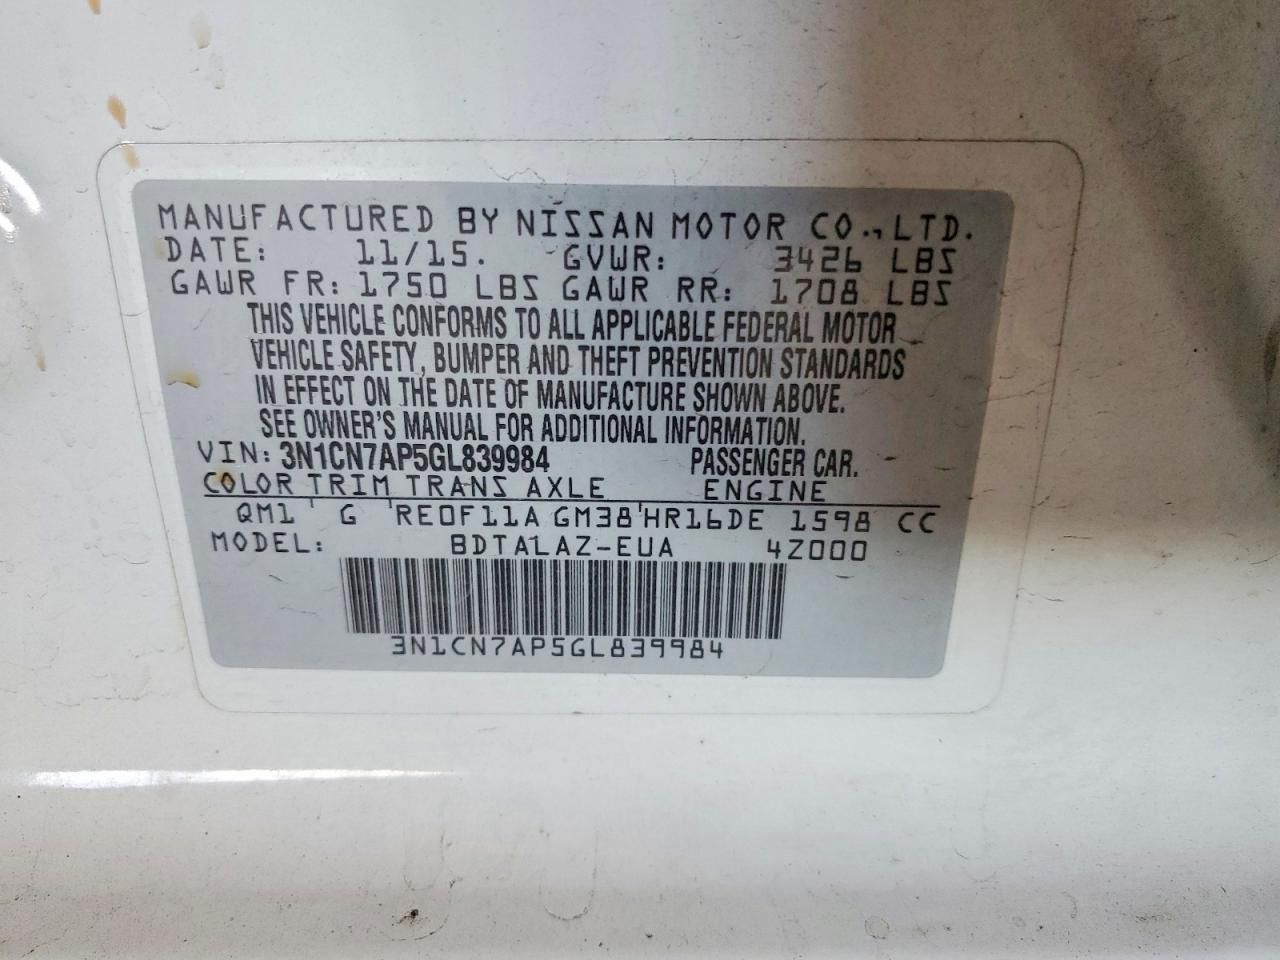 MANUFACTURED BY NISSAN MOTOR CO., LTD.
DATE: 11/15. GVWR: 3426 LBS
GAWR FR: 1750 LBS GAWR RR: 1708 LBS
THIS VEHICLE CONFORMS TO ALL APPLICABLE FEDERAL MOTOR
VEHICLE SAFETY, BUMPER AND THEFT PREVENTION STANDARDS
IN EFFECT ON THE DATE OF MANUFACTURE SHOWN ABOVE.
SEE OWNER'S MANUAL FOR ADDITIONAL INFORMATION.
VIN: 3N1CN7AP5GL839984 PASSENGER CAR.
COLOR TRIM TRANS AXLE ENGINE
QM1 G RE0F11A GM38 HR16DE 1598 CC
MODEL: BDTALAZ-EUA 4Z000
3N1CN7AP5GL839984